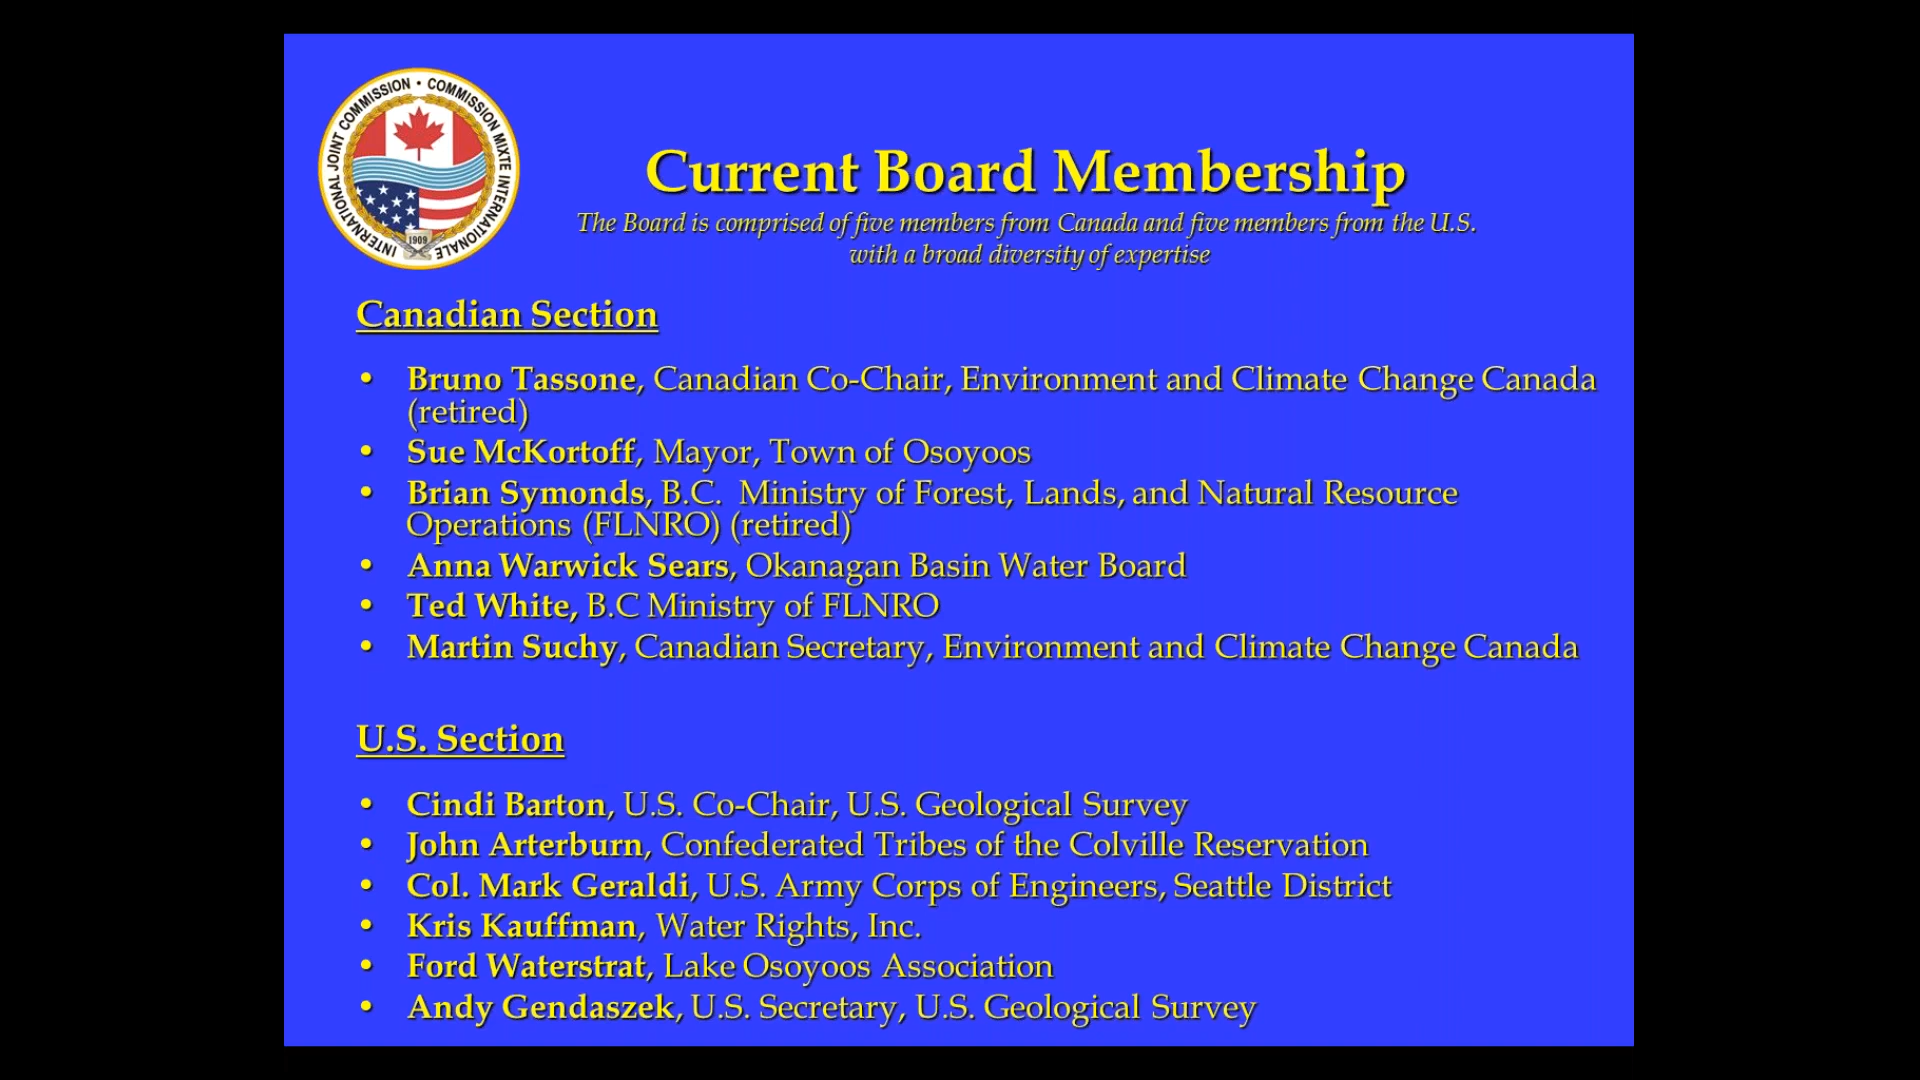 INTERNATIONAL JOINT COMMISSION • COMMISSION MIXTE INTERNATIONALE
1909
Current Board Membership
The Board is comprised of five members from Canada and five members from the U.S.
with a broad diversity of expertise
Canadian Section
• Bruno Tassone, Canadian Co-Chair, Environment and Climate Change Canada
(retired)
• Sue McKortoff, Mayor, Town of Osoyoos
• Brian Symonds, B.C. Ministry of Forest, Lands, and Natural Resource
Operations (FLNRO) (retired)
• Anna Warwick Sears, Okanagan Basin Water Board
• Ted White, B.C Ministry of FLNRO
• Martin Suchy, Canadian Secretary, Environment and Climate Change Canada
U.S. Section
• Cindi Barton, U.S. Co-Chair, U.S. Geological Survey
• John Arterburn, Confederated Tribes of the Colville Reservation
• Col. Mark Geraldi, U.S. Army Corps of Engineers, Seattle District
• Kris Kauffman, Water Rights, Inc.
• Ford Waterstrat, Lake Osoyoos Association
• Andy Gendaszek, U.S. Secretary, U.S. Geological Survey